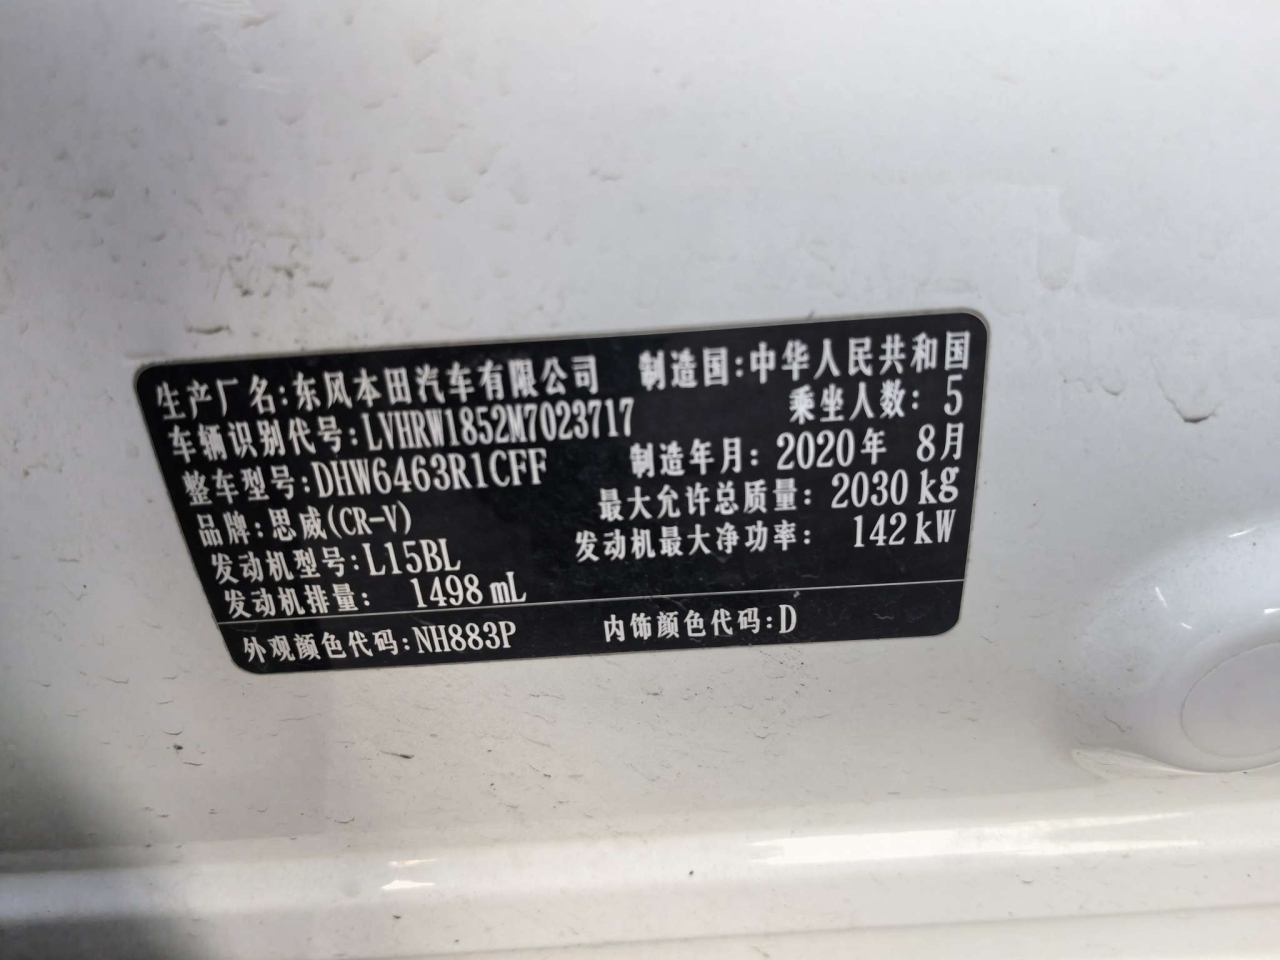 生产厂名:东风本田汽车有限公司 制造国:中华人民共和国
车辆识别代号:LVHRW1852M7023717 乘坐人数: 5
整车型号:DHW6463R1CFF 制造年月: 2020年 8月
品牌:思威(CR-V) 最大允许总质量: 2030 kg
发动机型号:L15BL 发动机最大净功率: 142 kW
发动机排量: 1498 mL
外观颜色代码:NH883P 内饰颜色代码:D